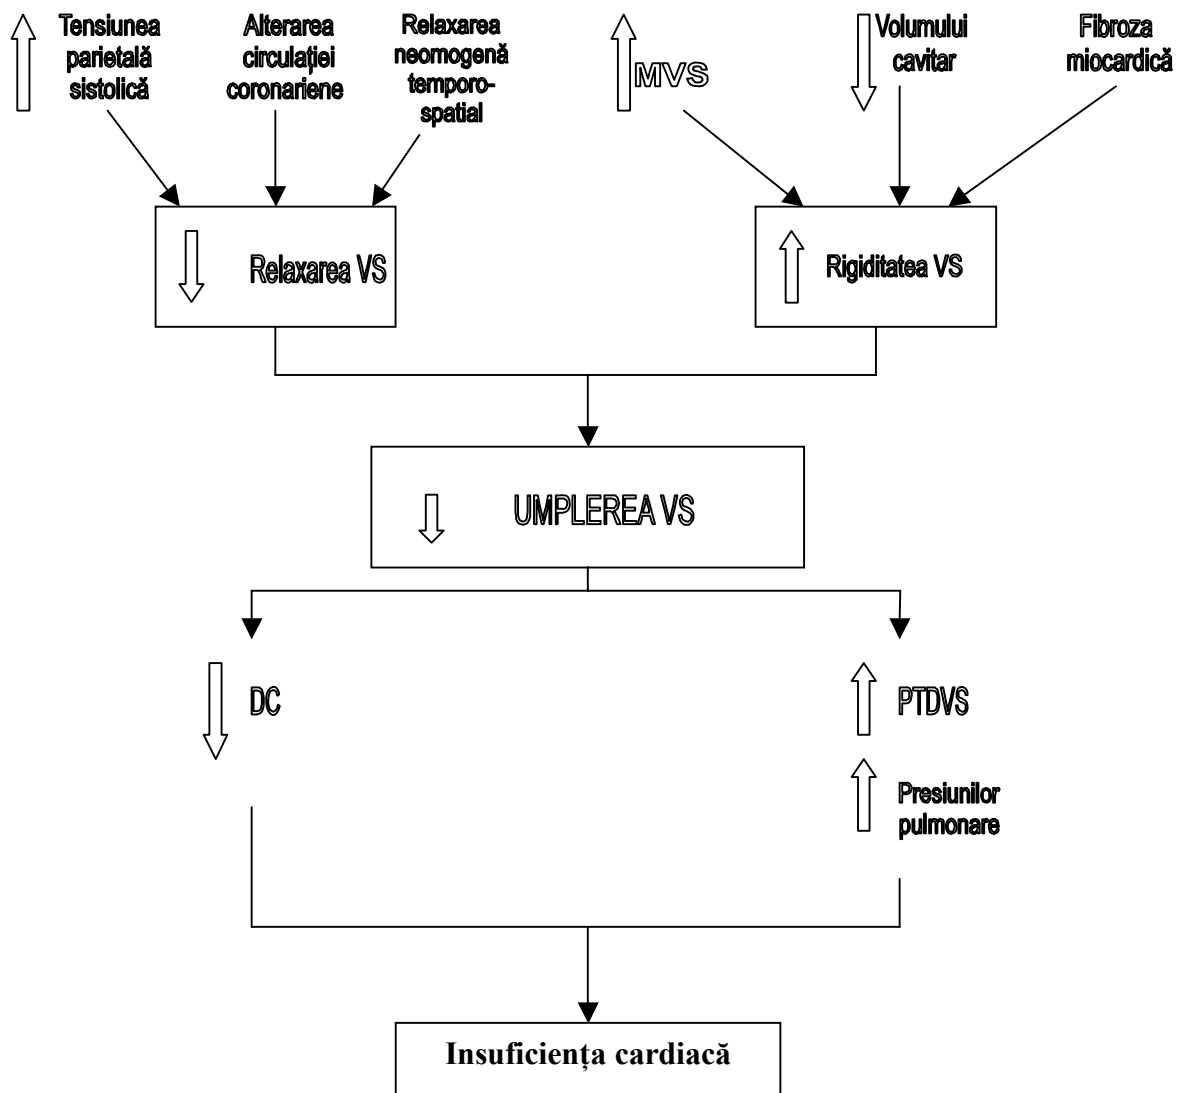 Tensiunea
parietală
sistolică
Alterarea
circulației
coronariene
Relaxarea
neomogenă
temporo-
spatial
MVS
Volumului
cavitar
Fibroza
miocardică
Relaxarea VS
Rigiditatea VS
UMPLEREA VS
DC
PTDVS
Presiunilor
pulmonare
Insuficiența cardiacă